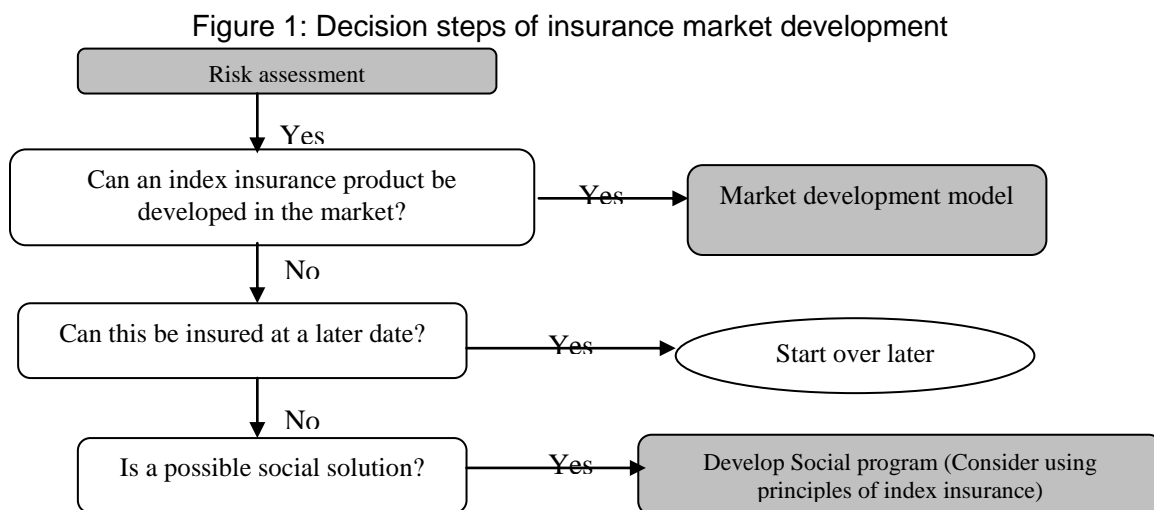 Figure 1: Decision steps of insurance market development
Risk assessment
Yes
Can an index insurance product be
developed in the market?
Yes
Market development model
No
Can this be insured at a later date?
Yes
Start over later
No
Is a possible social solution?
Yes
Develop Social program (Consider using
principles of index insurance)